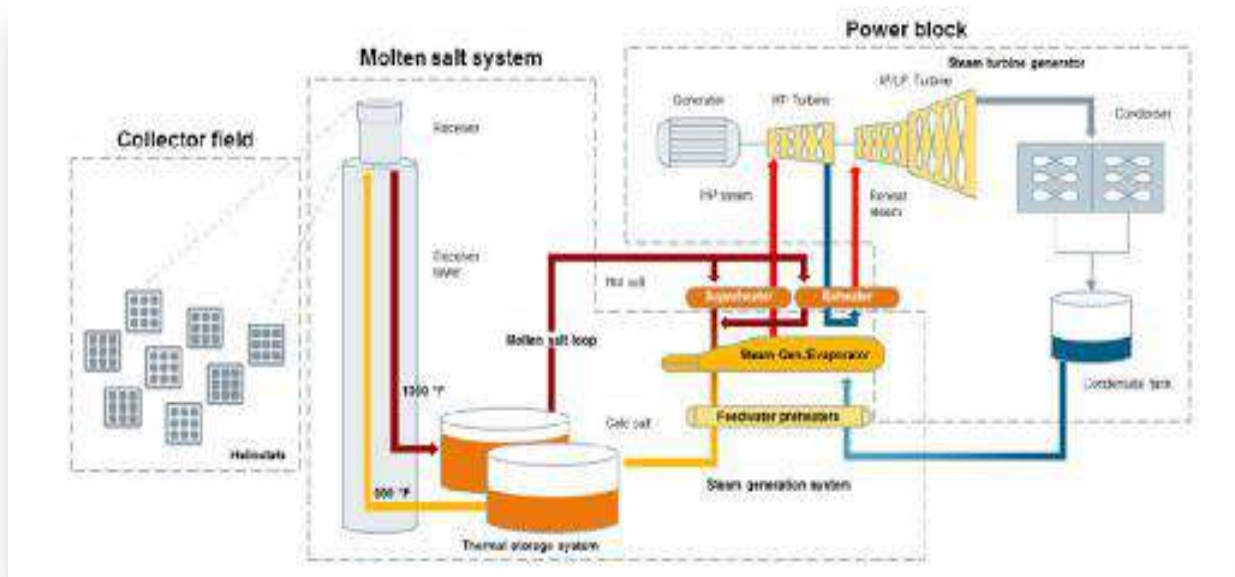 Power block
Molten salt system
Steam turbine generator
IP/LP Turbine
Generator
HP Turbine
Condenser
Collector field
Receiver
HP steam
Reheat
steam
Receiver
tower
Hot salt
Superheater
Reheater
Molten salt loop
Steam Gen./Evaporator
Condensate tank
°F
Feedwater preheaters
Cold salt
Heliostats
Steam generation system
°F
Thermal storage system